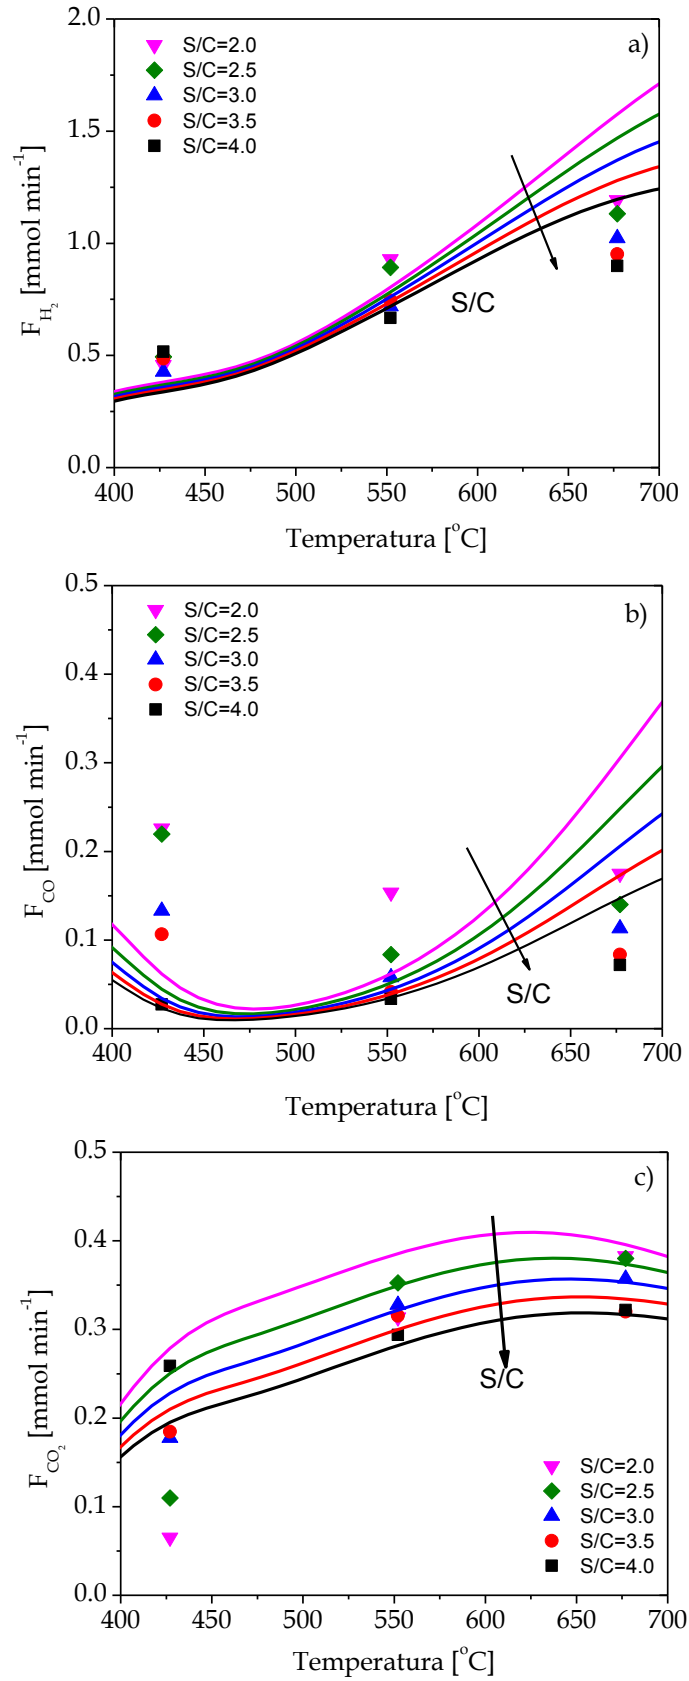 a)
S/C=2.0
S/C=2.5
S/C=3.0
S/C=3.5
S/C=4.0
S/C
F_H2 [mmol min⁻¹]
2.0
1.5
1.0
0.5
0.0
400 450 500 550 600 650 700
Temperatura [°C]
b)
S/C=2.0
S/C=2.5
S/C=3.0
S/C=3.5
S/C=4.0
S/C
F_CO [mmol min⁻¹]
0.5
0.4
0.3
0.2
0.1
0.0
400 450 500 550 600 650 700
Temperatura [°C]
c)
S/C
S/C=2.0
S/C=2.5
S/C=3.0
S/C=3.5
S/C=4.0
F_CO2 [mmol min⁻¹]
0.5
0.4
0.3
0.2
0.1
0.0
400 450 500 550 600 650 700
Temperatura [°C]